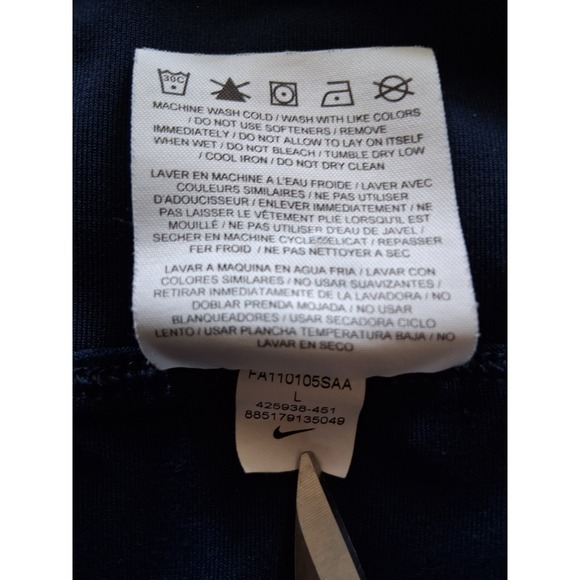 30C
MACHINE WASH COLD / WASH WITH LIKE COLORS
/ DO NOT USE SOFTENERS / REMOVE
IMMEDIATELY / DO NOT ALLOW TO LAY ON ITSELF
WHEN WET / DO NOT BLEACH / TUMBLE DRY LOW
/ COOL IRON / DO NOT DRY CLEAN
LAVER EN MACHINE A L'EAU FROIDE / LAVER AVEC
COULEURS SIMILAIRES / NE PAS UTILISER
D'ADOUCISSEUR / ENLEVER IMMEDIATEMENT / NE
PAS LAISSER LE VÊTEMENT PLIÉ LORSQU'IL EST
MOUILLÉ / NE PAS UTILISER D'EAU DE JAVEL /
SECHER EN MACHINE CYCLE DELICAT / REPASSER
FER FROID / NE PAS NETTOYER A SEC
LAVAR A MAQUINA EN AGUA FRIA / LAVAR CON
COLORES SIMILARES / NO USAR SUAVIZANTES /
RETIRAR INMEDIATAMENTE DE LA LAVADORA / NO
DOBLAR PRENDA MOJADA / NO USAR
BLANQUEADORES / USAR SECADORA CICLO
LENTO / USAR PLANCHA TEMPERATURA BAJA / NO
LAVAR EN SECO
FA110105SAA
L
425938-451
885179135049